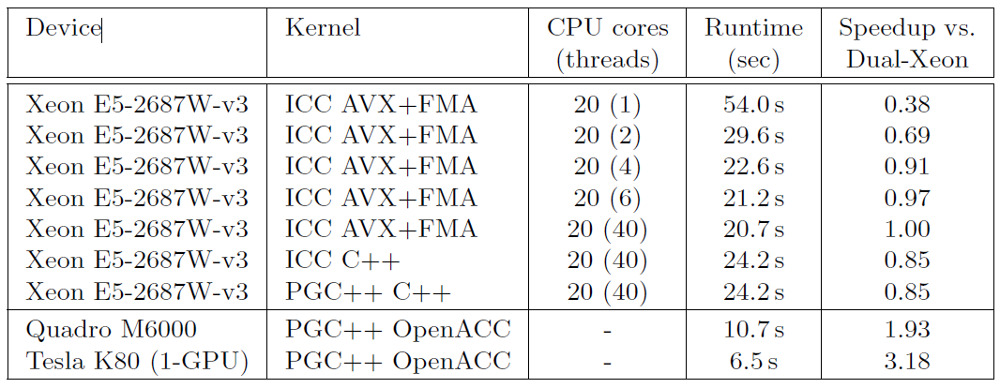 Device Kernel CPU cores Runtime Speedup vs.
(threads) (sec) Dual-Xeon
Xeon E5-2687W-v3 ICC AVX+FMA 20 (1) 54.0 s 0.38
Xeon E5-2687W-v3 ICC AVX+FMA 20 (2) 29.6 s 0.69
Xeon E5-2687W-v3 ICC AVX+FMA 20 (4) 22.6 s 0.91
Xeon E5-2687W-v3 ICC AVX+FMA 20 (6) 21.2 s 0.97
Xeon E5-2687W-v3 ICC AVX+FMA 20 (40) 20.7 s 1.00
Xeon E5-2687W-v3 ICC C++ 20 (40) 24.2 s 0.85
Xeon E5-2687W-v3 PGC++ C++ 20 (40) 24.2 s 0.85
Quadro M6000 PGC++ OpenACC - 10.7 s 1.93
Tesla K80 (1-GPU) PGC++ OpenACC - 6.5 s 3.18